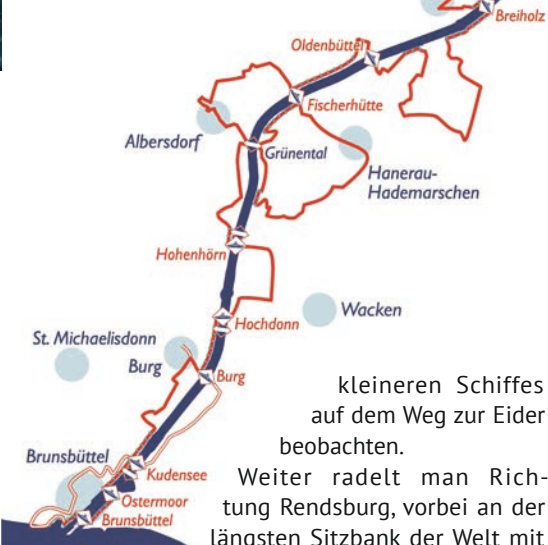 Breiholz
Oldenbüttel
Fischerhütte
Albersdorf
Grünental
Hanerau-
Hademarschen
Hohenhörn
Wacken
Hochdonn
St. Michaelisdonn
Burg
Burg
Brunsbüttel
Kudensee
Ostermoor
Brunsbüttel
kleineren Schiffes
auf dem Weg zur Eider
beobachten.
Weiter radelt man Rich-
tung Rendsburg, vorbei an der
längsten Sitzbank der Welt mit